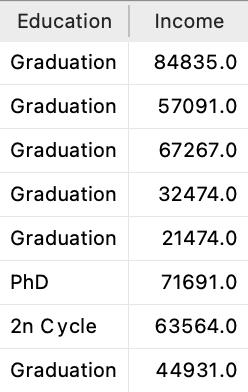 Education Income
Graduation 84835.0
Graduation 57091.0
Graduation 67267.0
Graduation 32474.0
Graduation 21474.0
PhD 71691.0
2n Cycle 63564.0
Graduation 44931.0